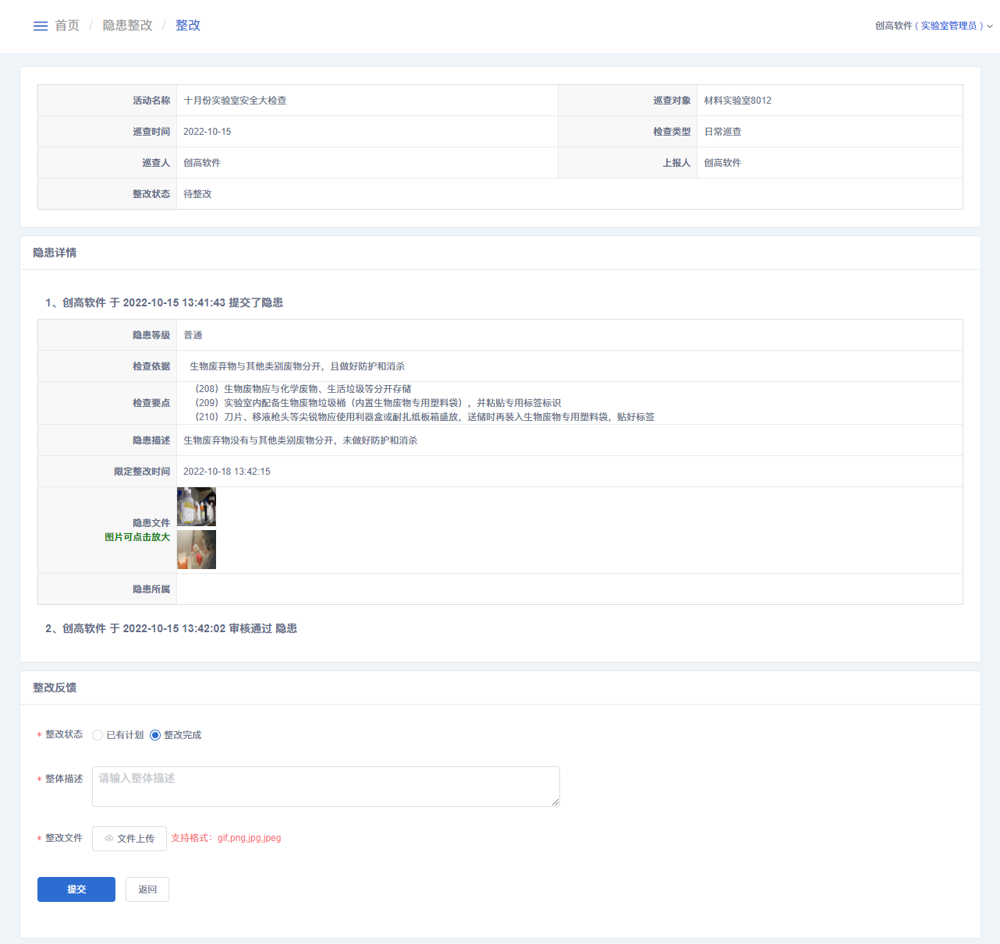 首页 / 隐患整改 / 整改
创高软件 ( 实验室管理员 )
活动名称 十月份实验室安全大检查 巡查对象 材料实验室8012
巡查时间 2022-10-15 检查类型 日常巡查
巡查人 创高软件 上报人 创高软件
整改状态 待整改
隐患详情
1、创高软件 于 2022-10-15 13:41:43 提交了隐患
隐患等级 普通
检查依据 生物废弃物与其他类别废物分开，且做好防护和消杀
检查要点
（208）生物废物应与化学废物、生活垃圾等分开存储
（209）实验室内配备生物废物垃圾桶（内置生物废物专用塑料袋），并粘贴专用标签标识
（210）刀片、移液枪头等尖锐物应使用利器盒或耐扎纸板箱盛放，送储时再装入生物废物专用塑料袋，贴好标签
隐患描述 生物废弃物没有与其他类别废物分开，未做好防护和消杀
限定整改时间 2022-10-18 13:42:15
隐患文件
图片可点击放大
隐患所属
2、创高软件 于 2022-10-15 13:42:02 审核通过 隐患
整改反馈
* 整改状态 已有计划 整改完成
* 整体描述 请输入整体描述
* 整改文件 文件上传 支持格式：gif,png,jpg,jpeg
提交 返回